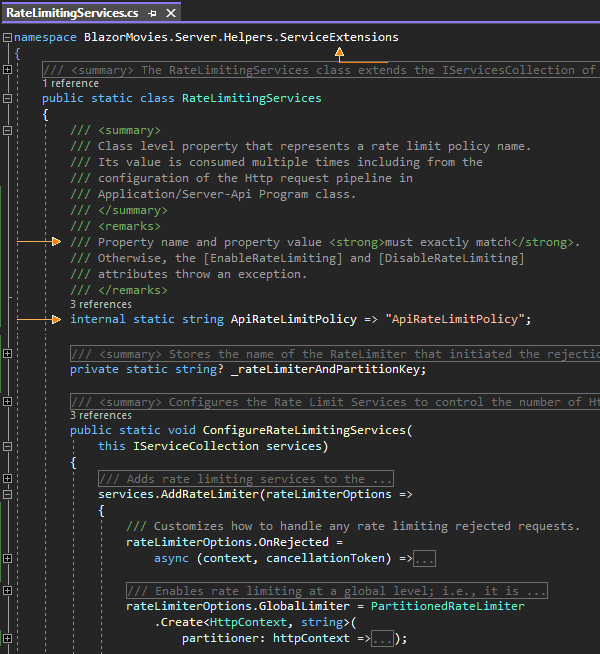 RateLimitingServices.cs
namespace BlazorMovies.Server.Helpers.ServiceExtensions
{
/// <summary> The RateLimitingServices class extends the IServicesCollection of
1 reference
public static class RateLimitingServices
{
/// <summary>
/// Class level property that represents a rate limit policy name.
/// Its value is consumed multiple times including from the
/// configuration of the Http request pipeline in
/// Application/Server-Api Program class.
/// </summary>
/// <remarks>
/// Property name and property value <strong>must exactly match</strong>.
/// Otherwise, the [EnableRateLimiting] and [DisableRateLimiting]
/// attributes throw an exception.
/// </remarks>
3 references
internal static string ApiRateLimitPolicy => "ApiRateLimitPolicy";
/// <summary> Stores the name of the RateLimiter that initiated the rejectio
private static string? _rateLimiterAndPartitionKey;
/// <summary> Configures the Rate Limit Services to control the number of Ht
3 references
public static void ConfigureRateLimitingServices(
this IServiceCollection services)
{
/// Adds rate limiting services to the ...
services.AddRateLimiter(rateLimiterOptions =>
{
/// Customizes how to handle any rate limiting rejected requests.
rateLimiterOptions.OnRejected =
async (context, cancellationToken) =>...
/// Enables rate limiting at a global level; i.e., it is ...
rateLimiterOptions.GlobalLimiter = PartitionedRateLimiter
.Create<HttpContext, string>(
partitioner: httpContext =>...);